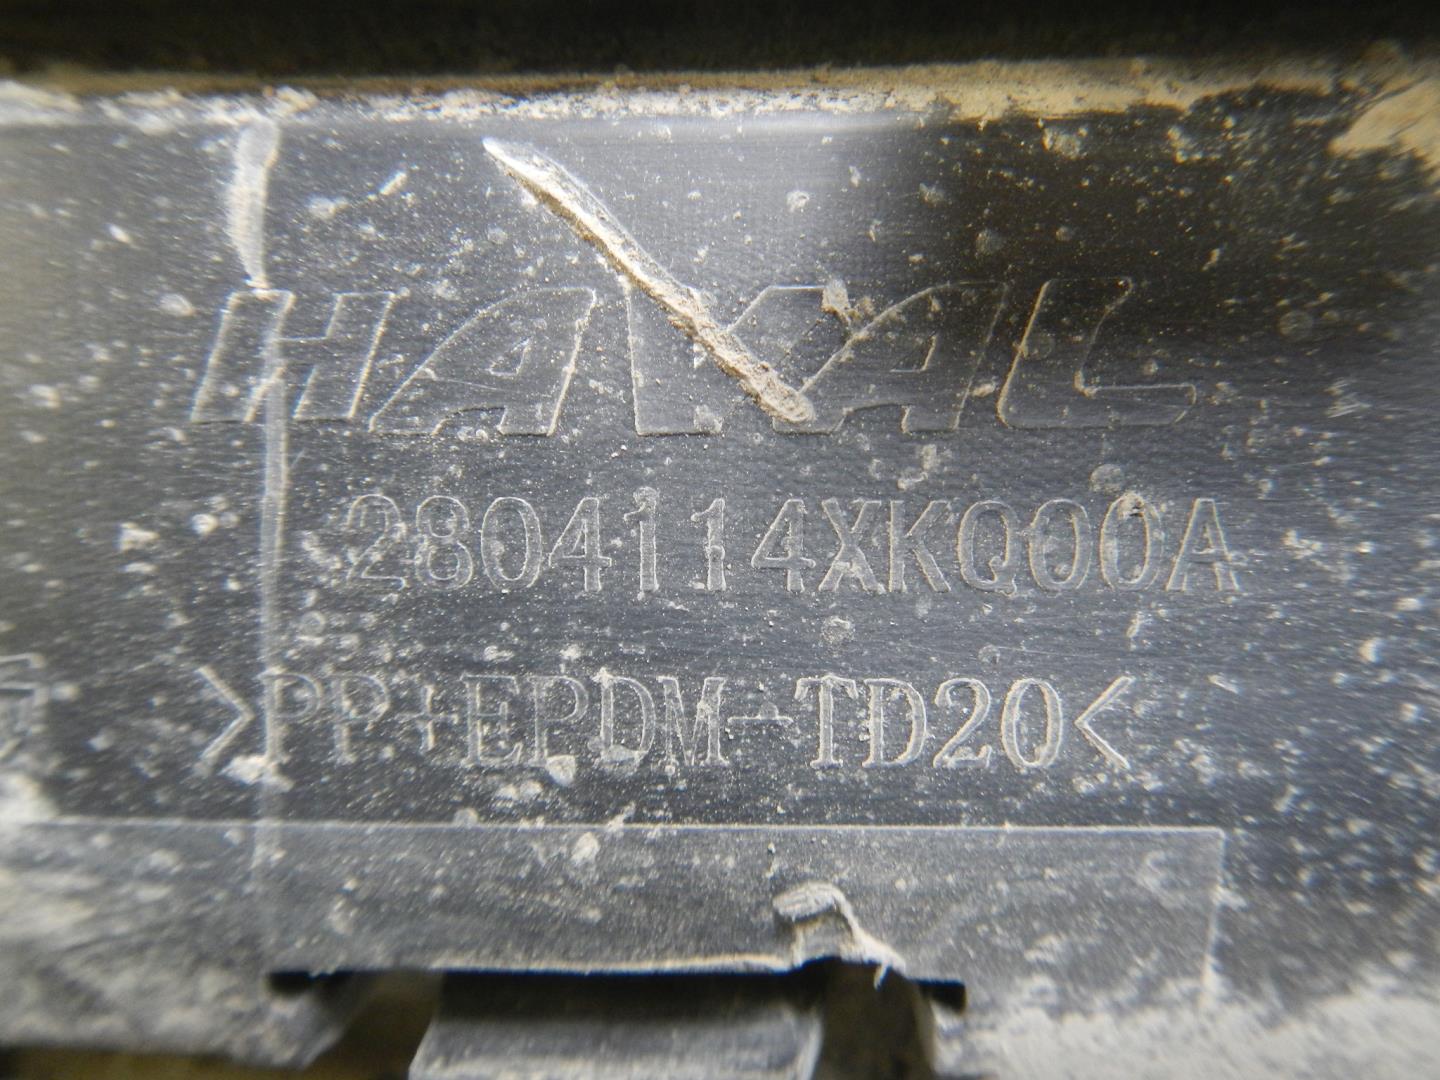 HAVAL
2804114XKQ00A
>PP+EPDM-TD20<